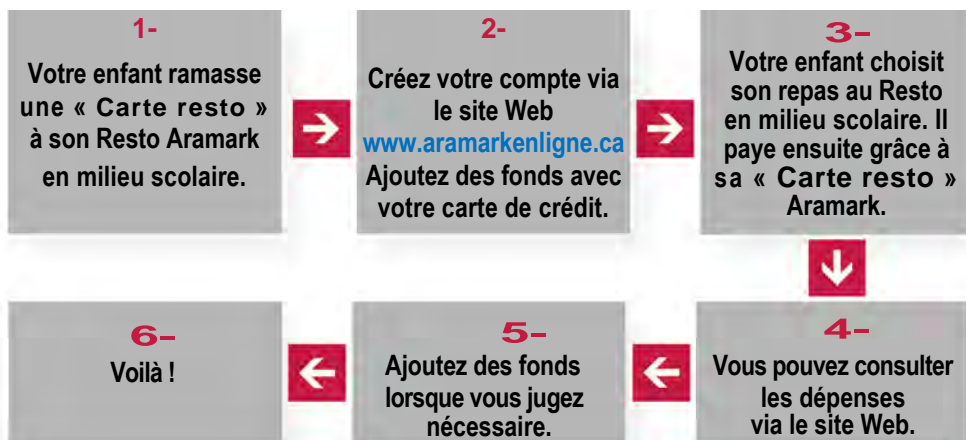 1-
Votre enfant ramasse
une « Carte resto »
à son Resto Aramark
en milieu scolaire.
2-
Créez votre compte via
le site Web
www.aramarkenligne.ca
Ajoutez des fonds avec
votre carte de crédit.
3-
Votre enfant choisit
son repas au Resto
en milieu scolaire. Il
paye ensuite grâce à
sa « Carte resto »
Aramark.
4-
Vous pouvez consulter
les dépenses
via le site Web.
5-
Ajoutez des fonds
lorsque vous jugez
nécessaire.
6-
Voilà !